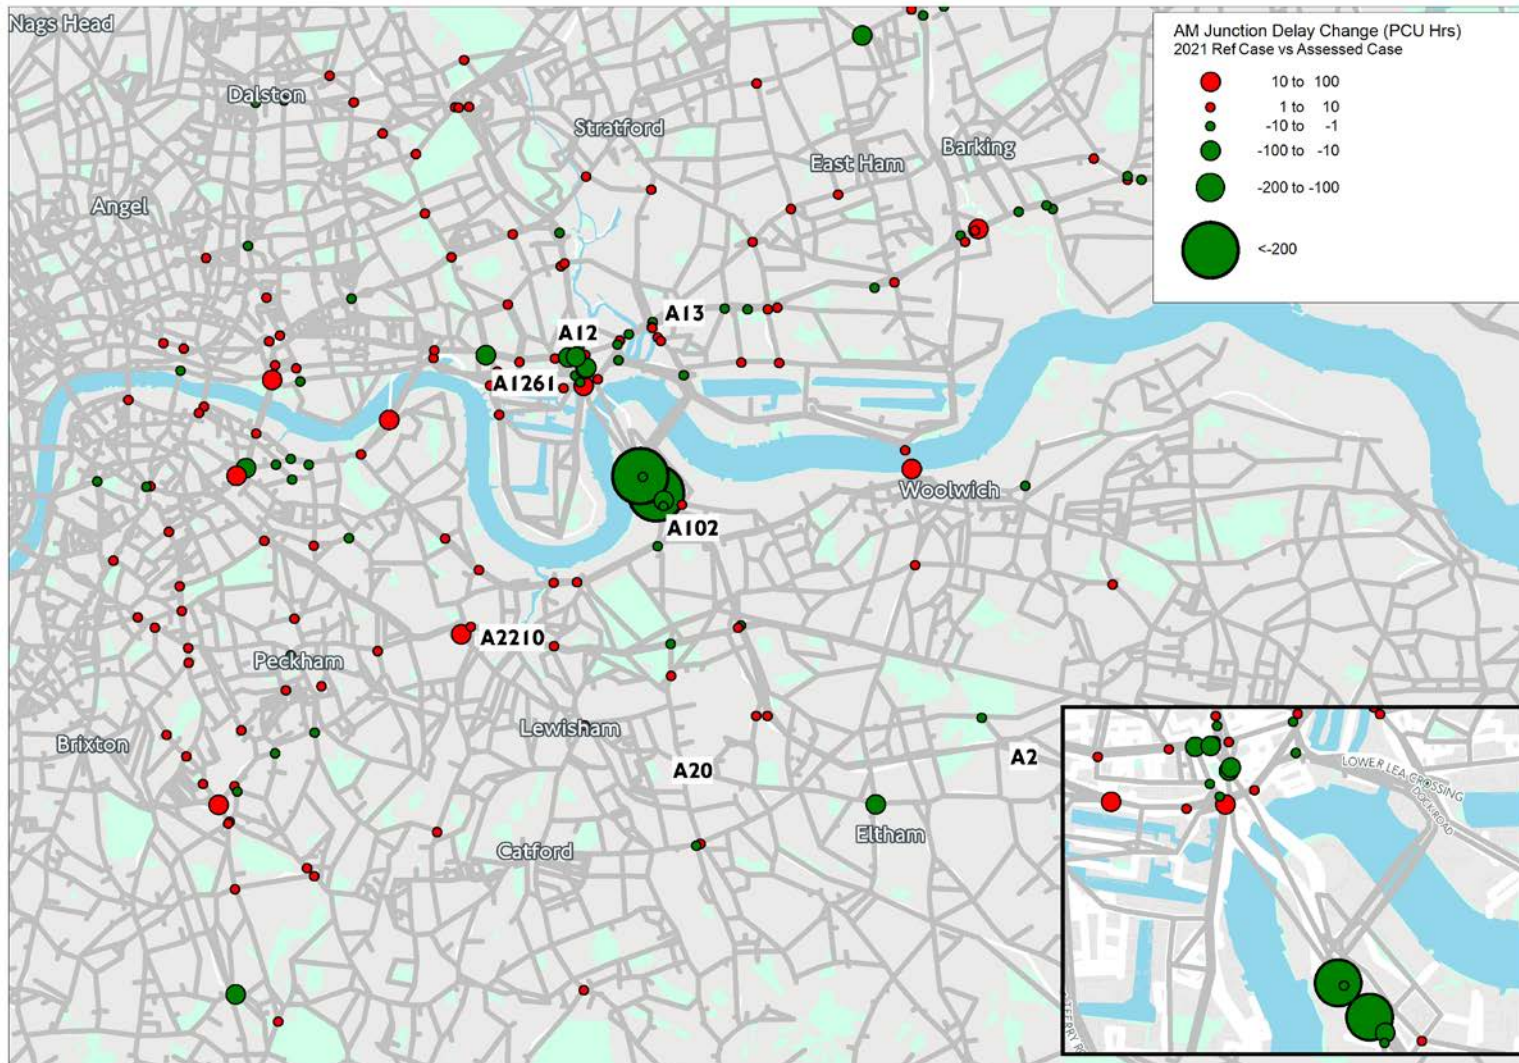 Nags Head
AM Junction Delay Change (PCU Hrs)
2021 Ref Case vs Assessed Case
10 to 100
1 to 10
-10 to -1
-100 to -10
-200 to -100
<-200
Dalston
Stratford
East Ham
Barking
Angel
A13
A12
A1261
Woolwich
A102
A2210
Peckham
Lewisham
Brixton
A20
A2
Eltham
Catford
LOWER LEA CROSSING
DOCK ROAD